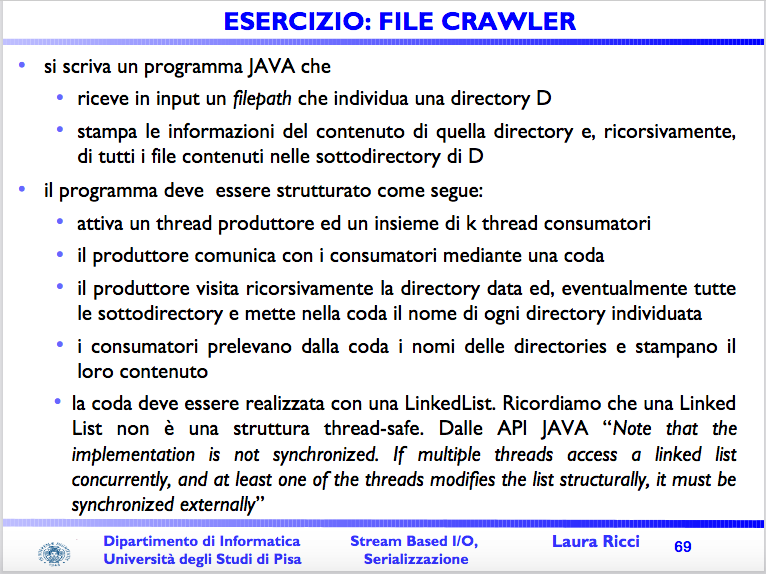 ESERCIZIO: FILE CRAWLER
• si scriva un programma JAVA che
• riceve in input un filepath che individua una directory D
• stampa le informazioni del contenuto di quella directory e, ricorsivamente,
di tutti i file contenuti nelle sottodirectory di D
• il programma deve essere strutturato come segue:
• attiva un thread produttore ed un insieme di k thread consumatori
• il produttore comunica con i consumatori mediante una coda
• il produttore visita ricorsivamente la directory data ed, eventualmente tutte
le sottodirectory e mette nella coda il nome di ogni directory individuata
• i consumatori prelevano dalla coda i nomi delle directories e stampano il
loro contenuto
• la coda deve essere realizzata con una LinkedList. Ricordiamo che una Linked
List non è una struttura thread-safe. Dalle API JAVA “Note that the
implementation is not synchronized. If multiple threads access a linked list
concurrently, and at least one of the threads modifies the list structurally, it must be
synchronized externally”
Dipartimento di Informatica
Università degli Studi di Pisa
Stream Based I/O,
Serializzazione
Laura Ricci
69